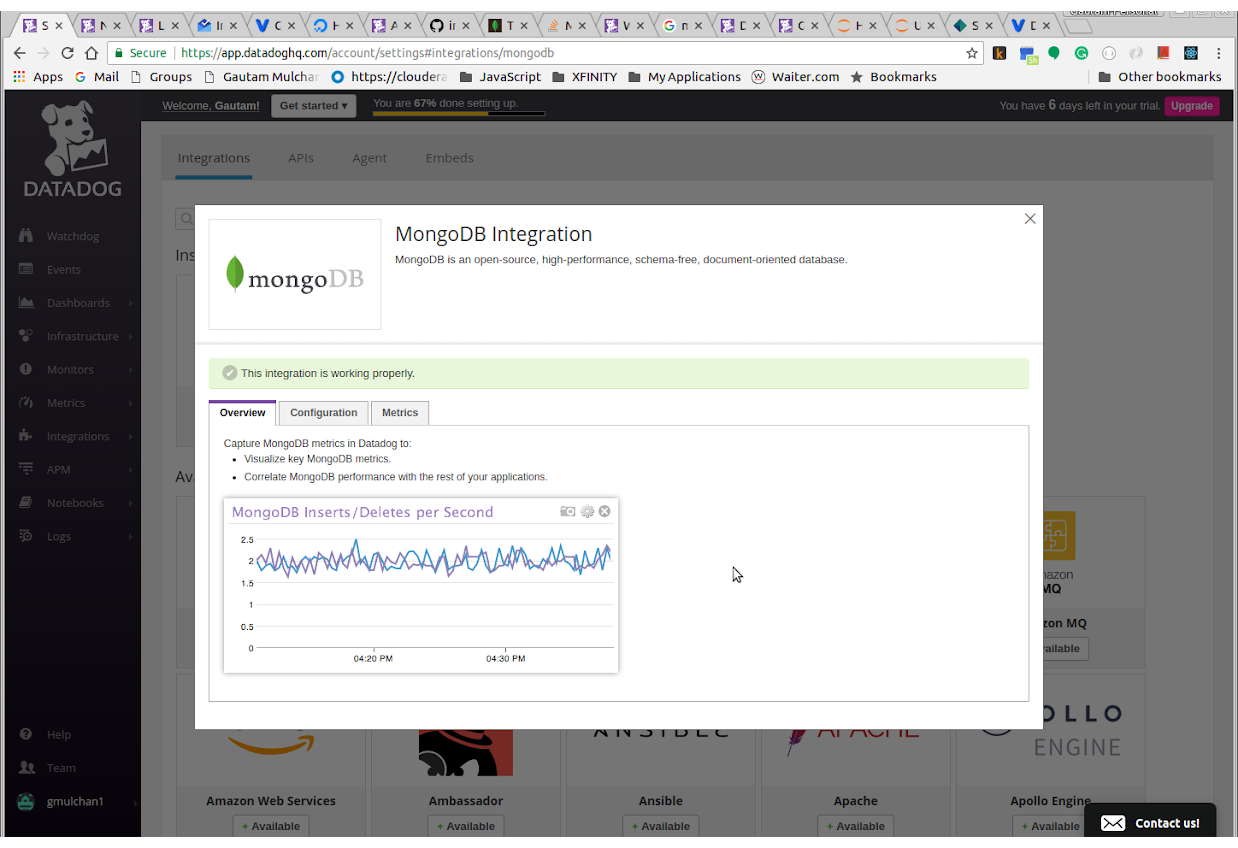 Gautam-Personal
S N L Ir C H A ir T M V n D C H U S D
Secure https://app.datadoghq.com/account/settings#integrations/mongodb
Apps Mail Groups Gautam Mulchar https://cloudera JavaScript XFINITY My Applications Waiter.com Bookmarks Other bookmarks
Welcome, Gautam! Get started ▾ You are 67% done setting up. You have 6 days left in your trial. Upgrade
DATADOG
Watchdog
Events
Dashboards
Infrastructure
Monitors
Metrics
Integrations
APM
Notebooks
Logs
Help
Team
gmulchan1
Integrations APIs Agent Embeds
Ins
mongoDB
MongoDB Integration
MongoDB is an open-source, high-performance, schema-free, document-oriented database.
This integration is working properly.
Overview Configuration Metrics
Capture MongoDB metrics in Datadog to:
• Visualize key MongoDB metrics.
• Correlate MongoDB performance with the rest of your applications.
MongoDB Inserts/Deletes per Second
2.5
2
1.5
1
0.5
0
04:20 PM 04:30 PM
Av
azon
MQ
zon MQ
ailable
ANSIBLE APACHE OLLO
ENGINE
Amazon Web Services Ambassador Ansible Apache Apollo Engine
+ Available + Available + Available + Available + Available
Contact us!